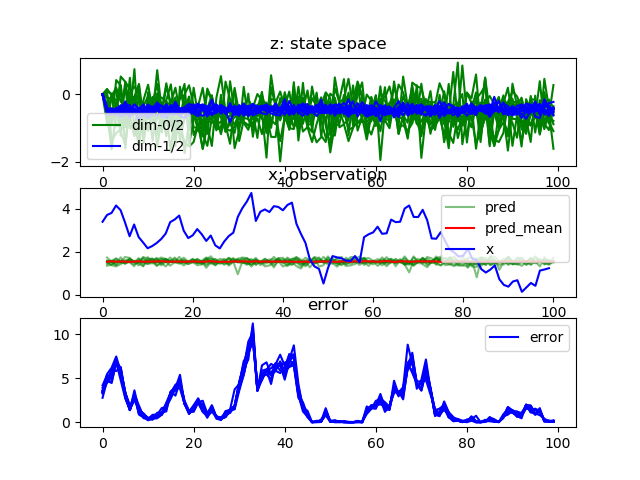 z: state space
0
−2
dim-0/2
dim-1/2
0 20 40 60 80 100
x: observation
4
2
0
pred
pred_mean
x
0 20 40 60 80 100
error
10
5
0
error
0 20 40 60 80 100